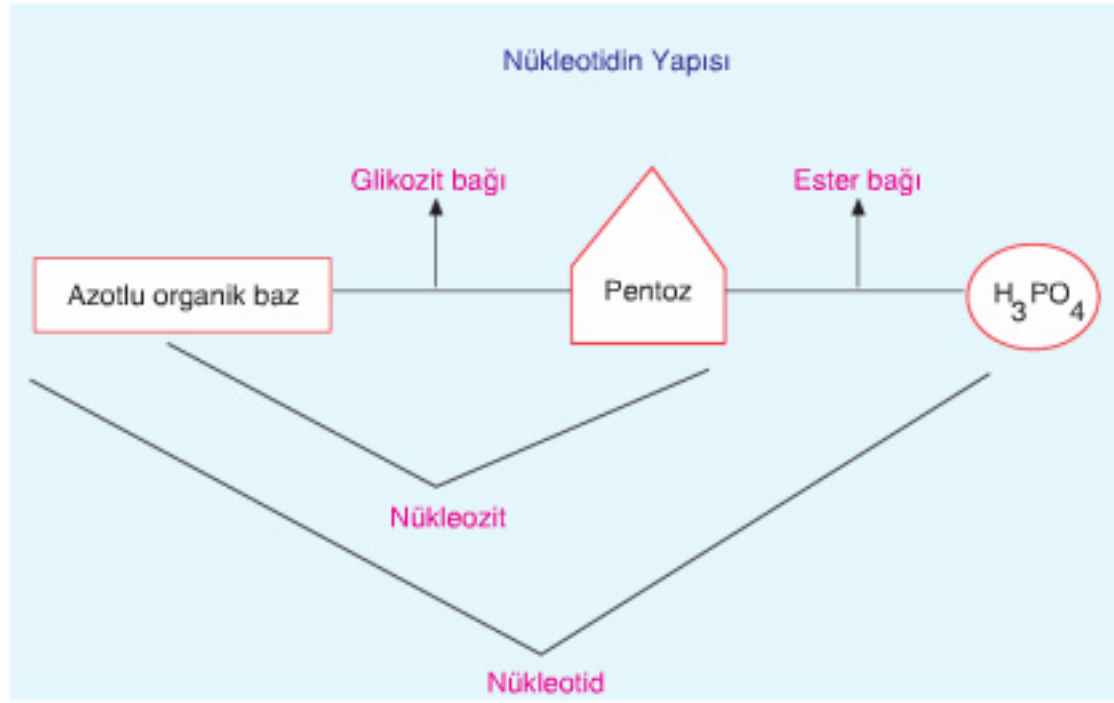 Nükleotidin Yapısı
Glikozit bağı
Ester bağı
Azotlu organik baz
Pentoz
H3PO4
Nükleozit
Nükleotid